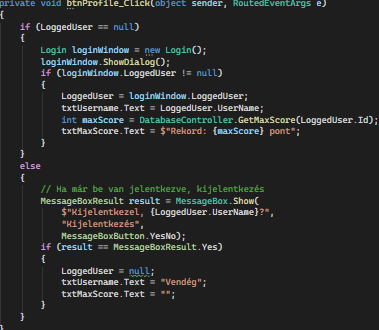 private void btnProfile_Click(object sender, RoutedEventArgs e)
{
if (LoggedUser == null)
{
Login loginWindow = new Login();
loginWindow.ShowDialog();
if (loginWindow.LoggedUser != null)
{
LoggedUser = loginWindow.LoggedUser;
txtUsername.Text = LoggedUser.UserName;
int maxScore = DatabaseController.GetMaxScore(LoggedUser.Id);
txtMaxScore.Text = $"Rekord: {maxScore} pont";
}
}
else
{
// Ha már be van jelentkezve, kijelentkezés
MessageBoxResult result = MessageBox.Show(
$"Kijelentkezel, {LoggedUser.UserName}?",
"Kijelentkezés",
MessageBoxButton.YesNo);
if (result == MessageBoxResult.Yes)
{
LoggedUser = null;
txtUsername.Text = "Vendég";
txtMaxScore.Text = "";
}
}
}